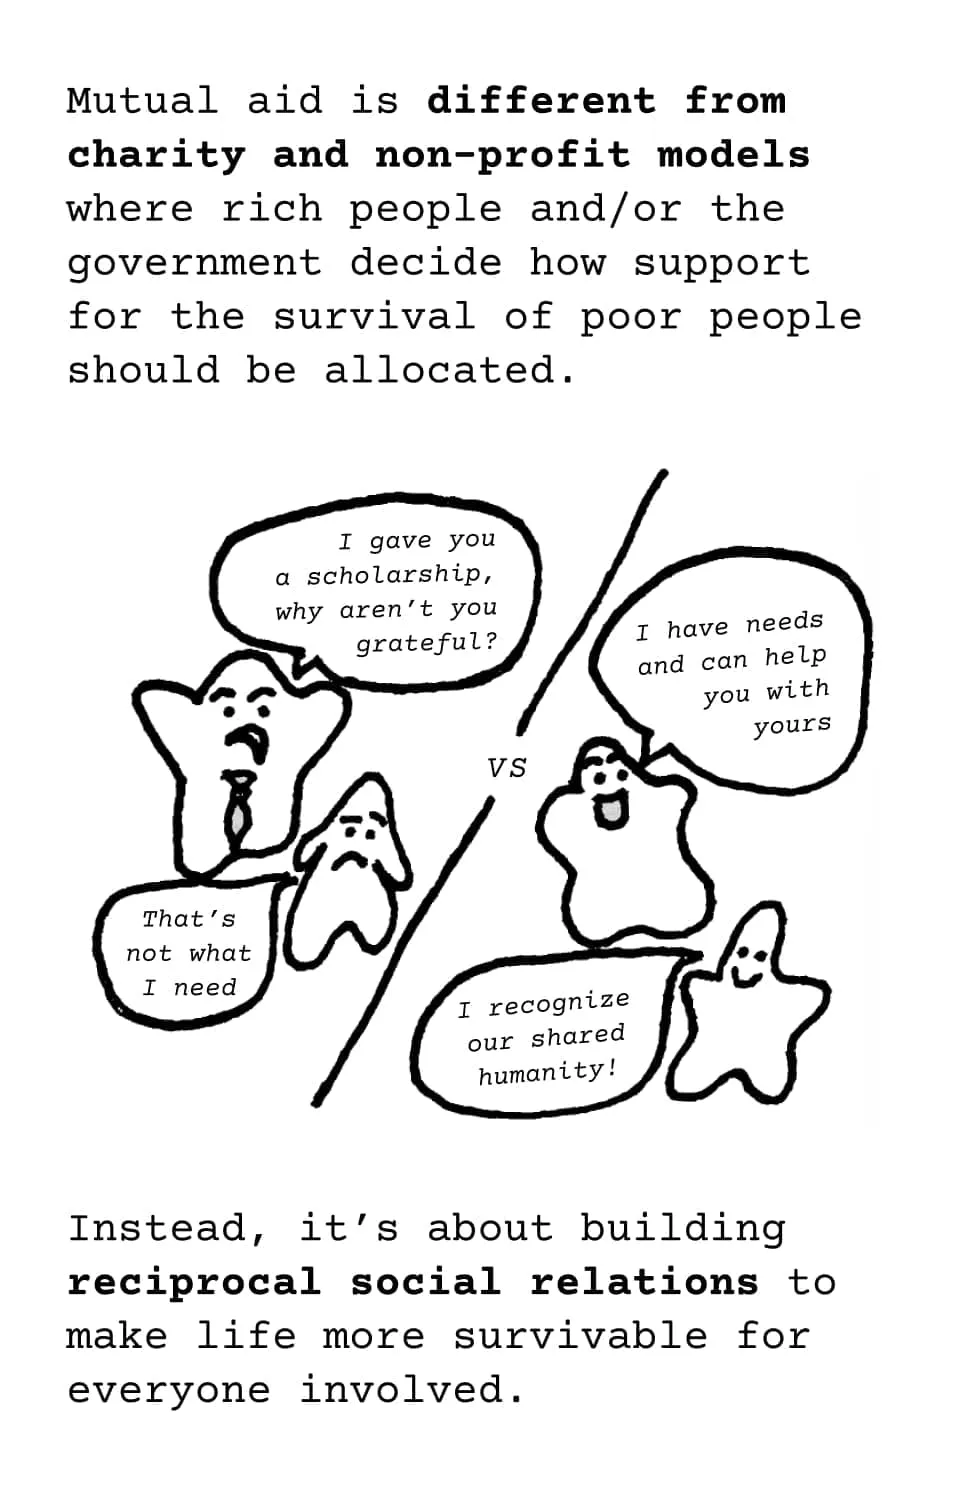 Mutual aid is different from
charity and non-profit models
where rich people and/or the
government decide how support
for the survival of poor people
should be allocated.
I gave you
a scholarship,
why aren't you
grateful?
That's
not what
I need
VS
I have needs
and can help
you with
yours
I recognize
our shared
humanity!
Instead, it's about building
reciprocal social relations to
make life more survivable for
everyone involved.